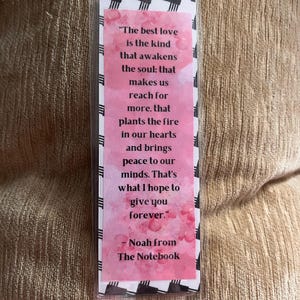 "The best love
is the kind
that awakens
the soul; that
makes us
reach for
more, that
plants the fire
in our hearts
and brings
peace to our
minds. That's
what I hope to
give you
forever."
- Noah from
The Notebook